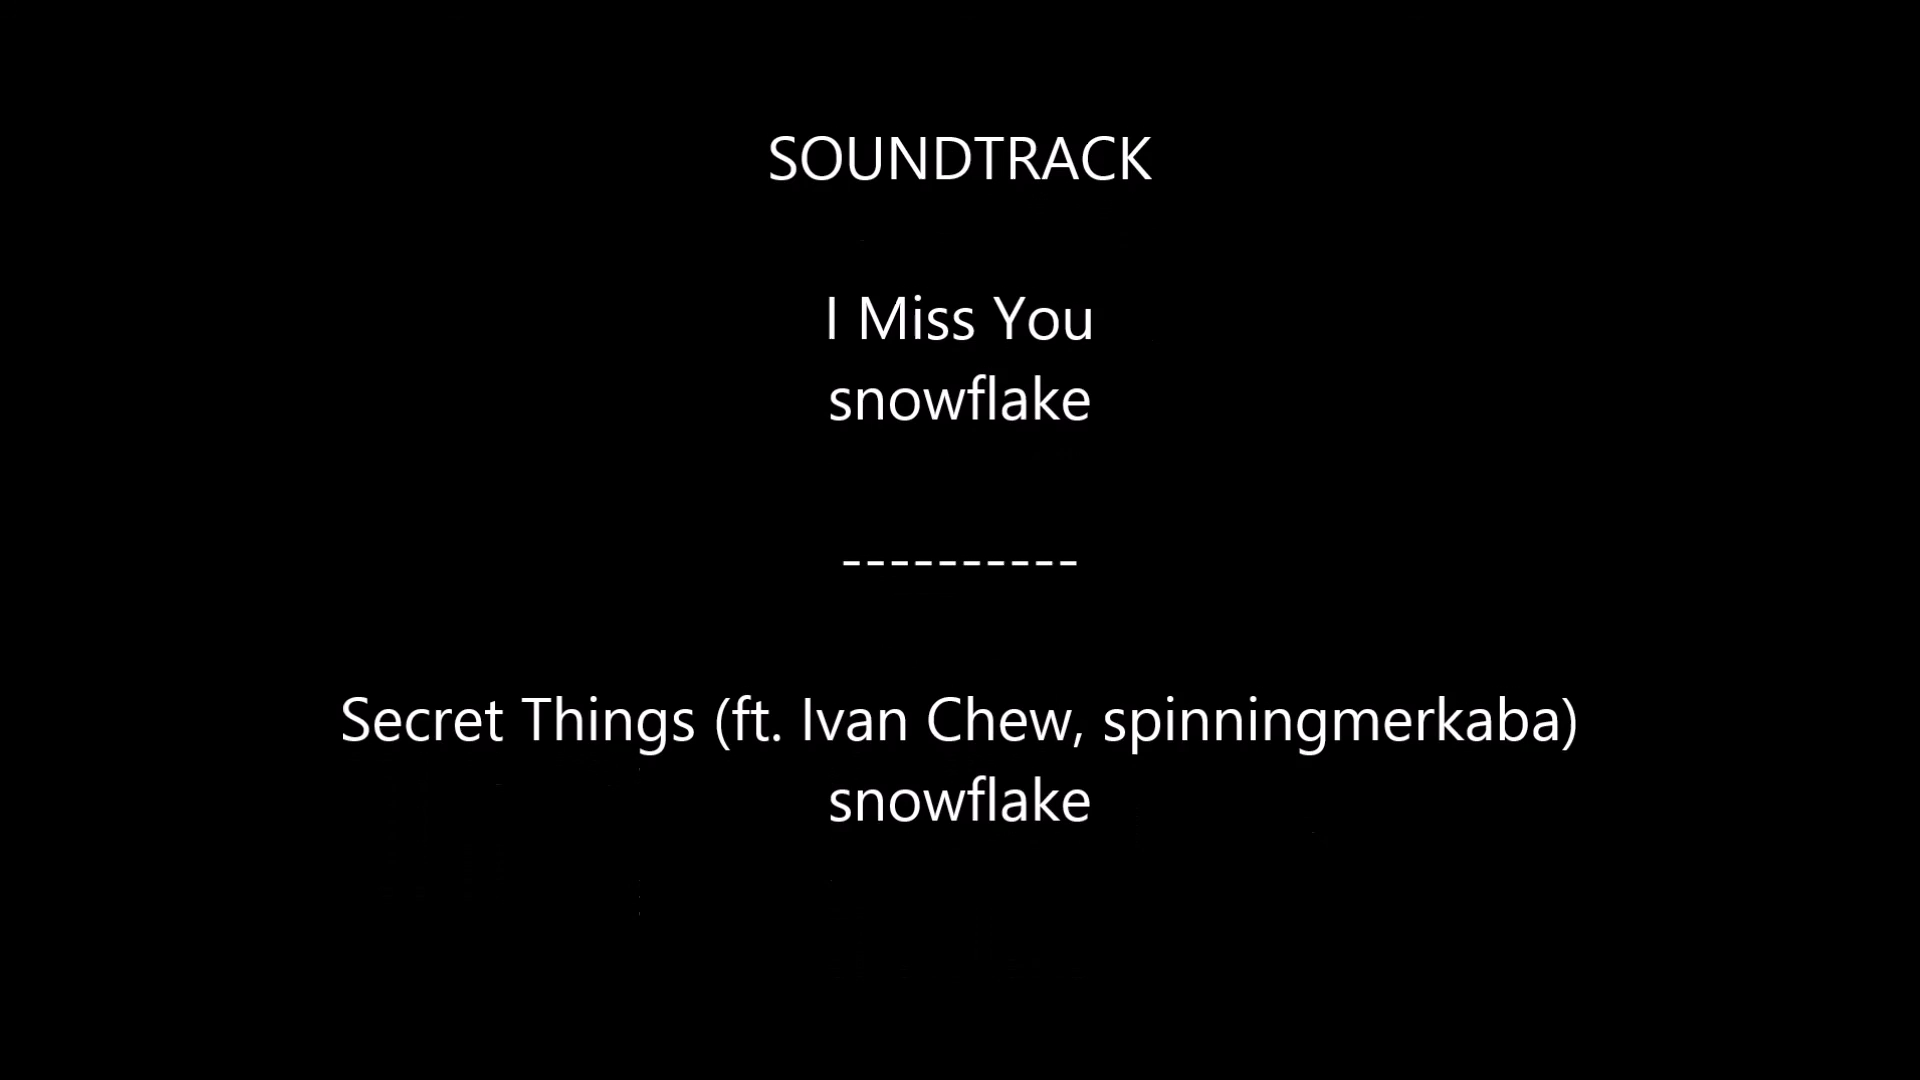 SOUNDTRACK
I Miss You
snowflake
----------
Secret Things (ft. Ivan Chew, spinningmerkaba)
snowflake